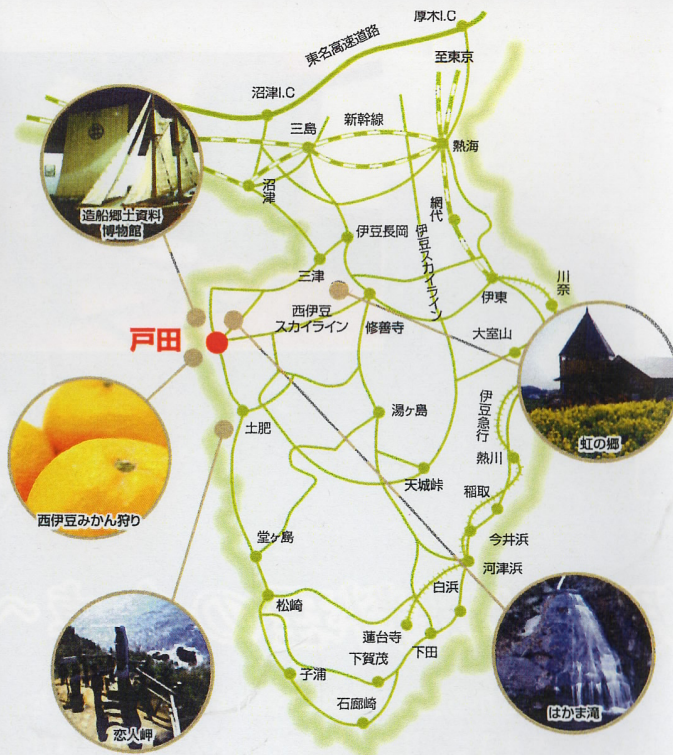 厚木I.C
東名高速道路
至東京
沼津I.C
三島
新幹線
熱海
沼津
造船郷土資料
博物館
網代
伊豆長岡
伊豆スカイライン
三津
川奈
伊東
西伊豆
スカイライン
修善寺
戸田
大室山
伊豆急行
虹の郷
土肥
湯ヶ島
熱川
天城峠
稲取
西伊豆みかん狩り
今井浜
堂ヶ島
河津浜
白浜
松崎
蓮台寺
下田
下賀茂
子浦
石廊崎
恋人岬
はかま滝